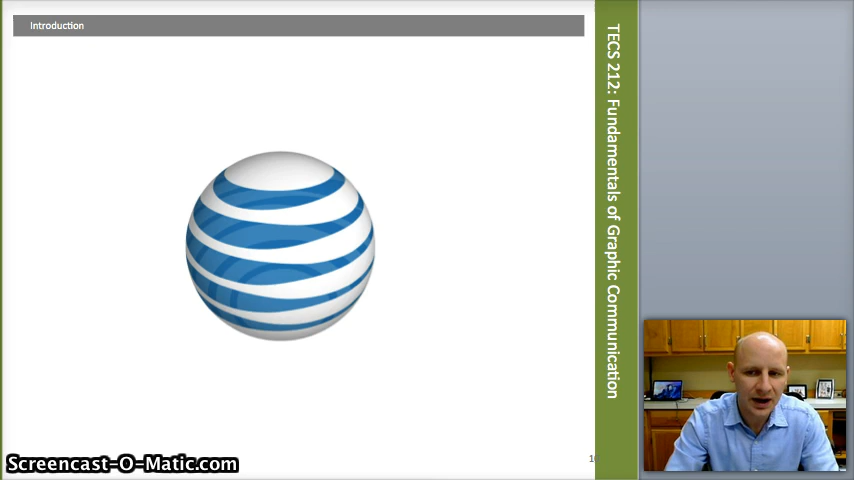 Introduction
TECS 212: Fundamentals of Graphic Communication
Screencast-O-Matic.com